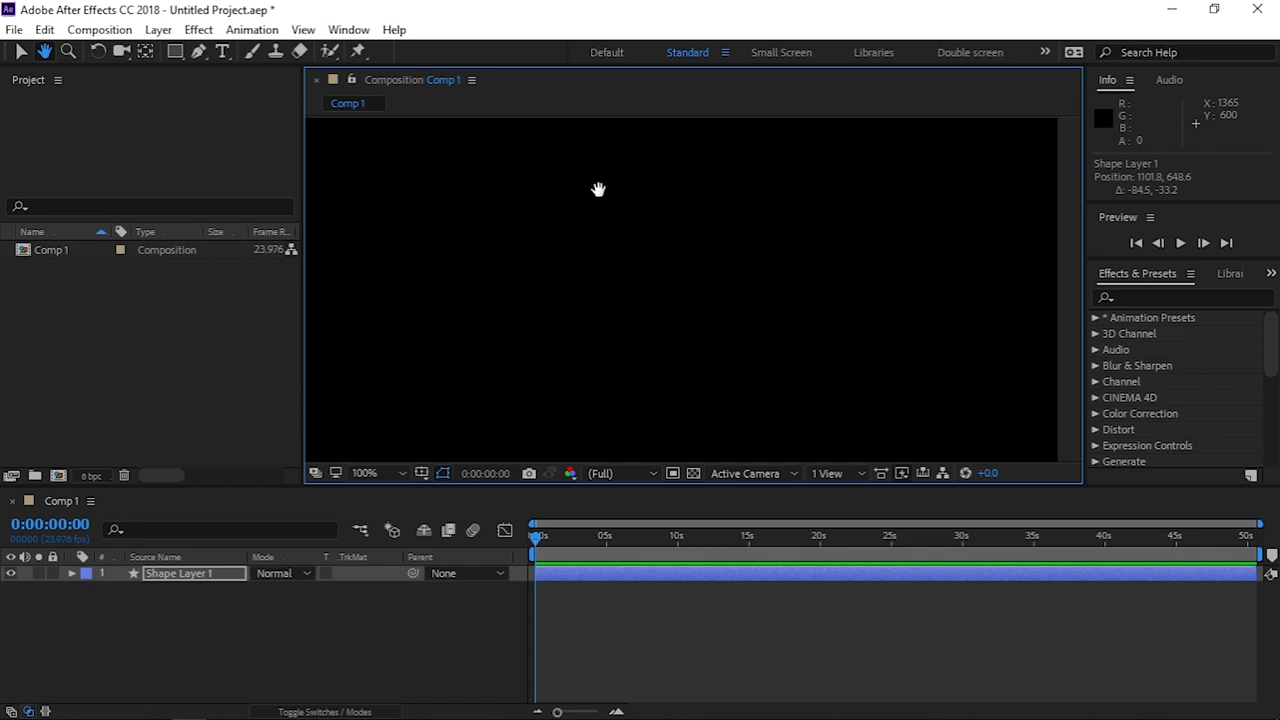 Ae Adobe After Effects CC 2018 - Untitled Project.aep *
File Edit Composition Layer Effect Animation View Window Help
T Default Standard Small Screen Libraries Double screen Search Help
Project
Composition Comp 1
Info Audio
Comp 1
R : X : 1365
G : Y : 600
B :
A : 0
Shape Layer 1
Position: 1101.8, 648.6
Δ: -84.5, -33.2
Preview
Name Type Size Frame R...
Comp 1 Composition 23.976
Effects & Presets Librar
* Animation Presets
3D Channel
Audio
Blur & Sharpen
Channel
CINEMA 4D
Color Correction
Distort
Expression Controls
Generate
8 bpc
100% 0:00:00:00 (Full) Active Camera 1 View +0.0
Comp 1
0:00:00:00
00000 (23.976 fps)
05s 10s 15s 20s 25s 30s 35s 40s 45s 50s
# Source Name Mode T .TrkMat Parent
1 Shape Layer 1 Normal None
Toggle Switches / Modes